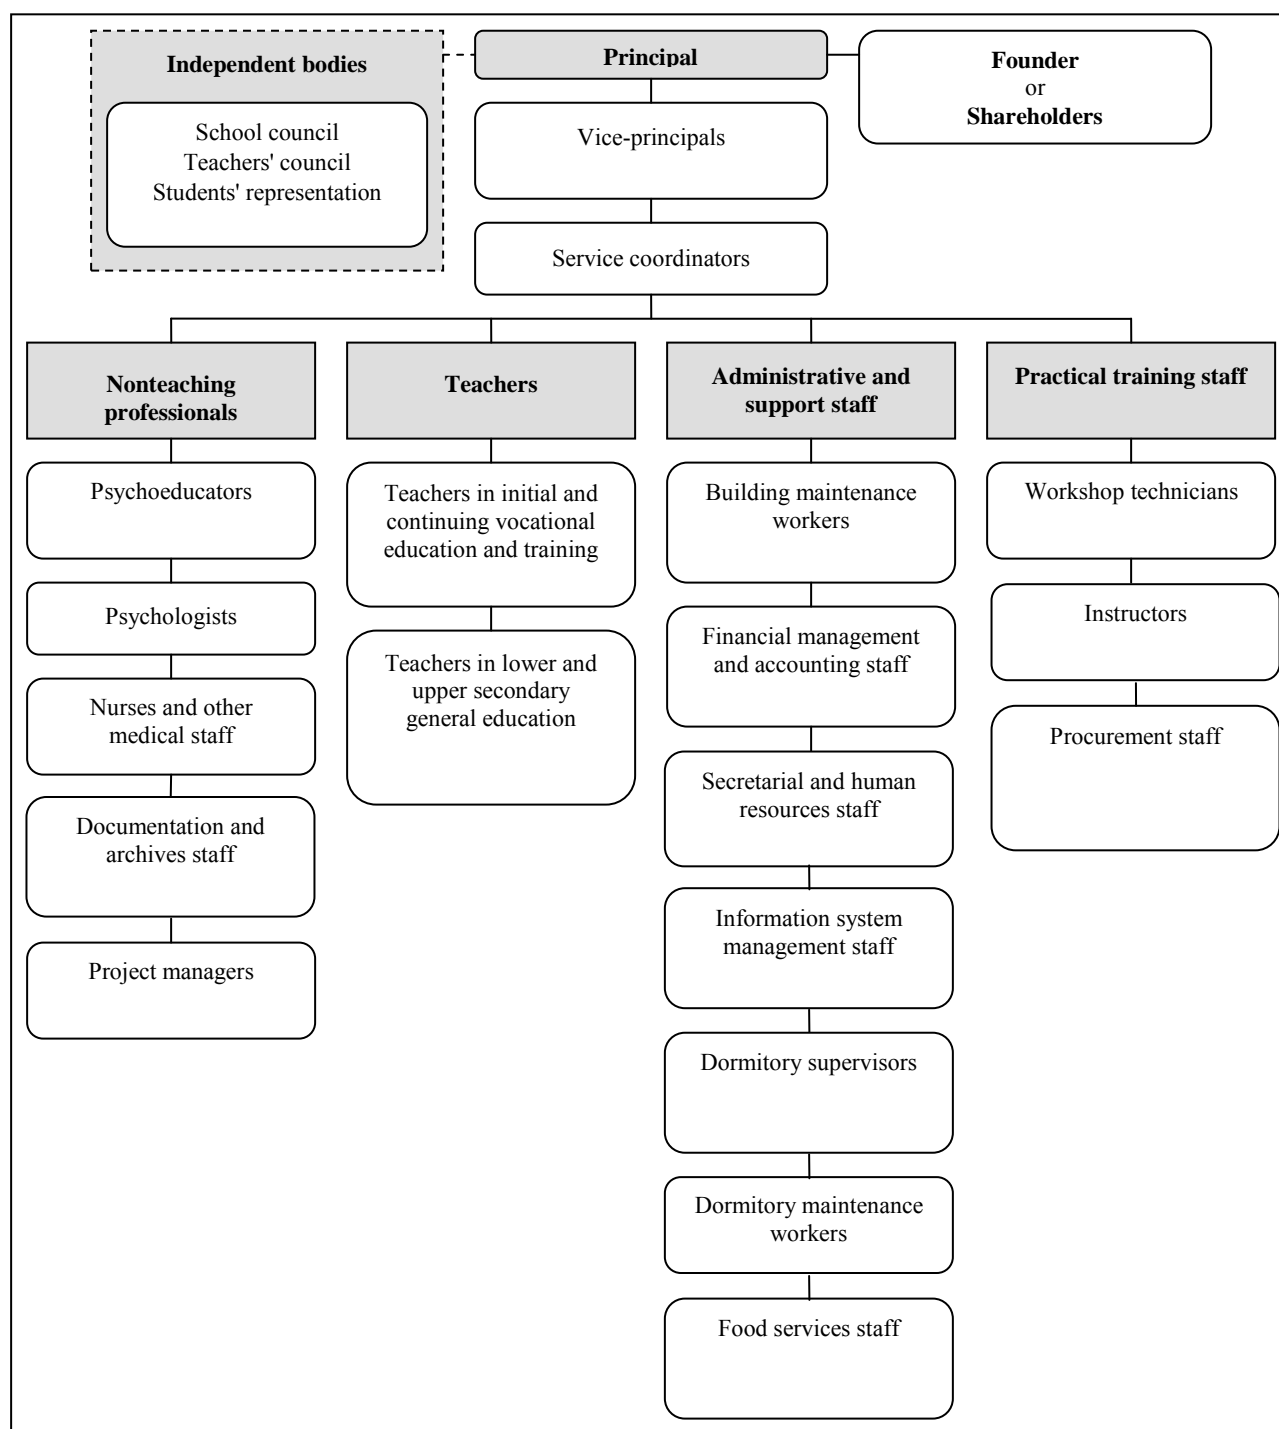 Independent bodies
School council
Teachers' council
Students' representation
Principal
Founder
or
Shareholders
Vice-principals
Service coordinators
Nonteaching
professionals
Psychoeducators
Psychologists
Nurses and other
medical staff
Documentation and
archives staff
Project managers
Teachers
Teachers in initial and
continuing vocational
education and training
Teachers in lower and
upper secondary
general education
Administrative and
support staff
Building maintenance
workers
Financial management
and accounting staff
Secretarial and human
resources staff
Information system
management staff
Dormitory supervisors
Dormitory maintenance
workers
Food services staff
Practical training staff
Workshop technicians
Instructors
Procurement staff